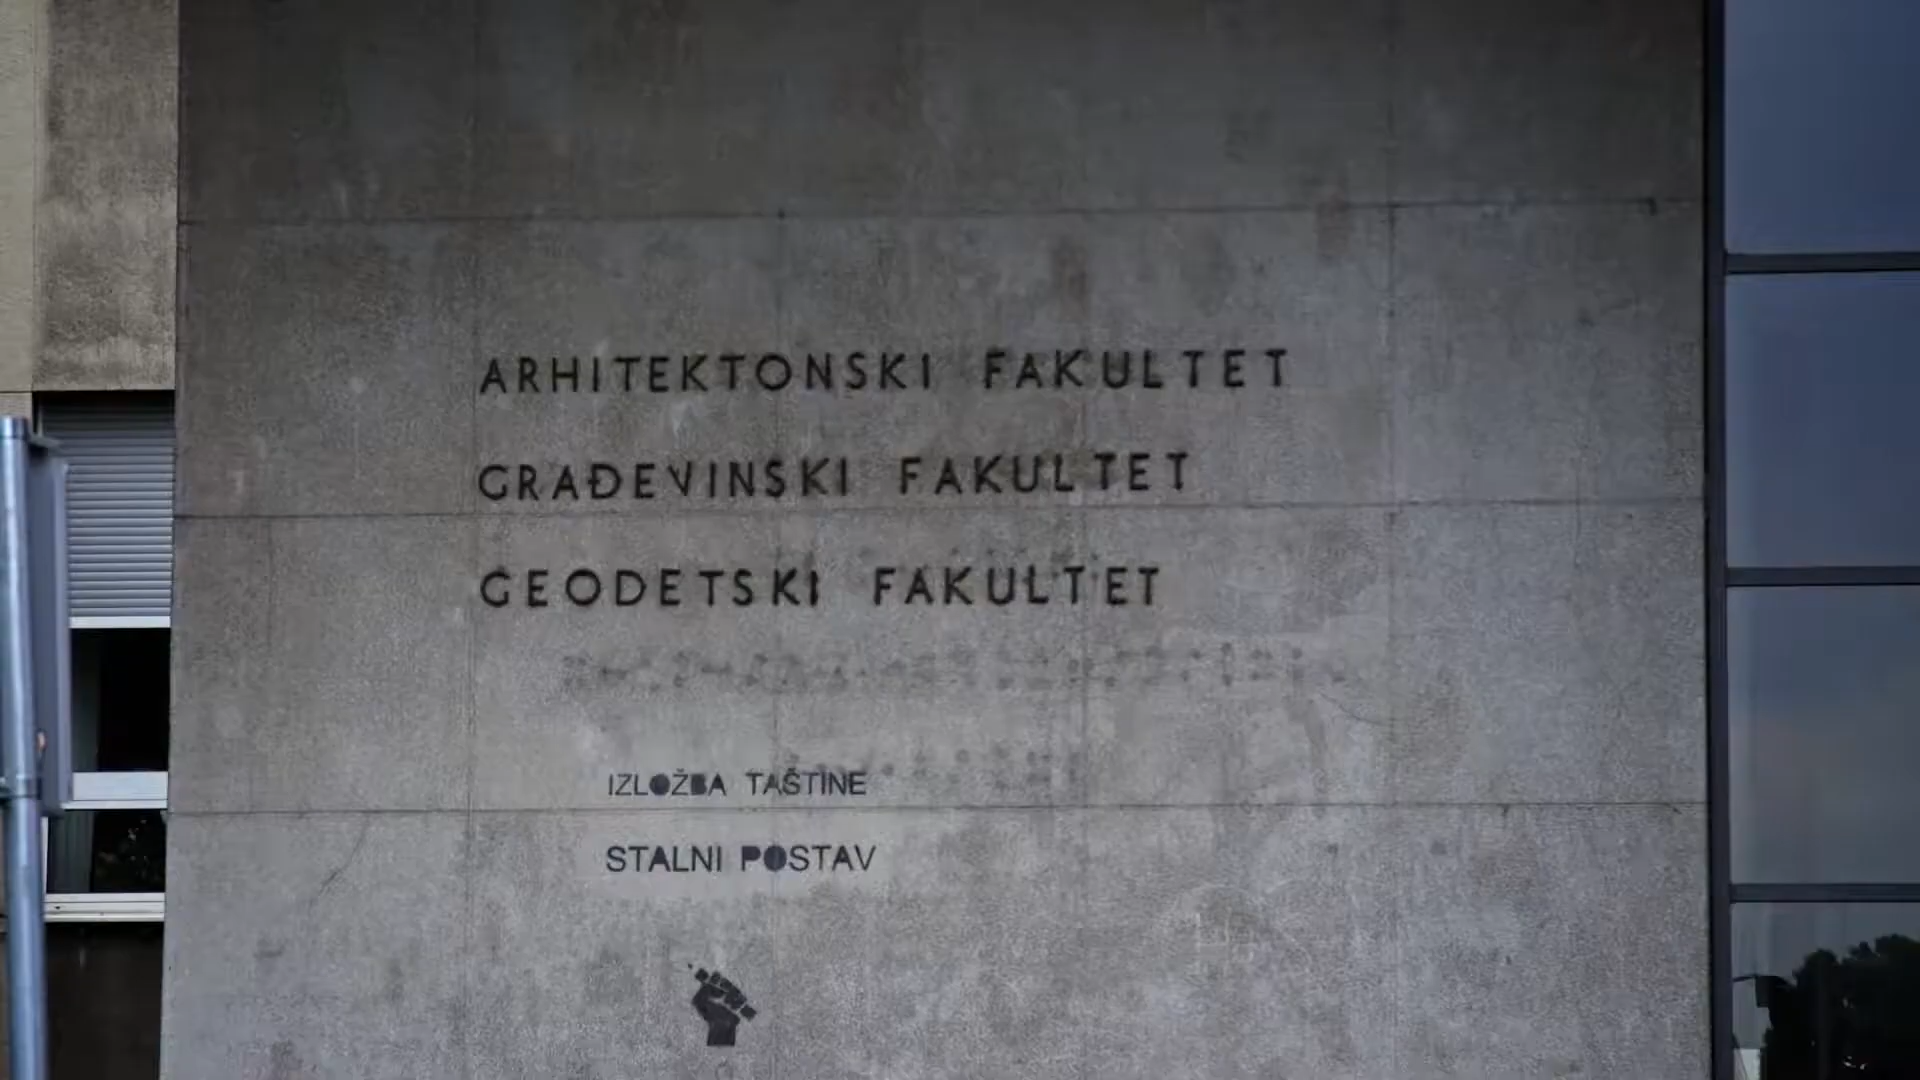 ARHITEKTONSKI FAKULTET
GRAĐEVINSKI FAKULTET
GEODETSKI FAKULTET
IZLOŽBA TAŠTINE
STALNI POSTAV